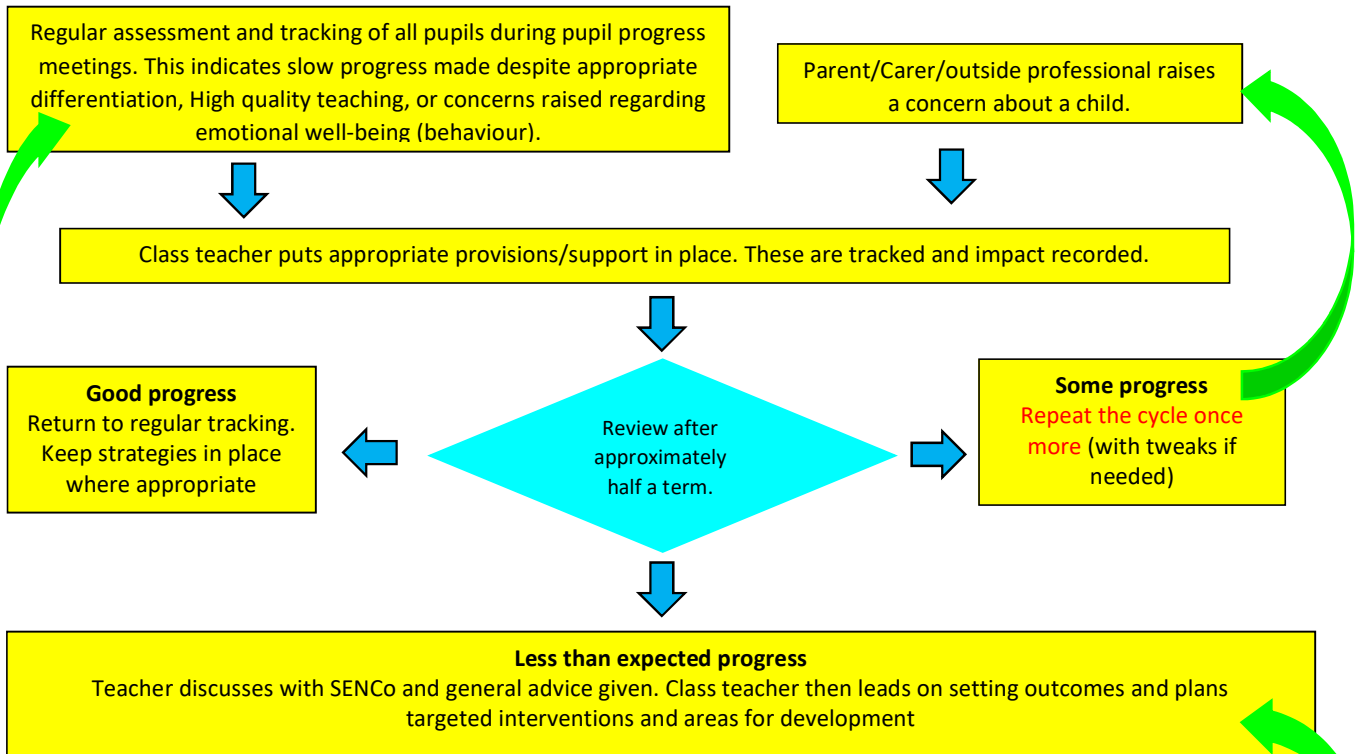 Regular assessment and tracking of all pupils during pupil progress
meetings. This indicates slow progress made despite appropriate
differentiation, High quality teaching, or concerns raised regarding
emotional well-being (behaviour).
Parent/Carer/outside professional raises
a concern about a child.
Class teacher puts appropriate provisions/support in place. These are tracked and impact recorded.
Good progress
Return to regular tracking.
Keep strategies in place
where appropriate
Review after
approximately
half a term.
Some progress
Repeat the cycle once
more (with tweaks if
needed)
Less than expected progress
Teacher discusses with SENCo and general advice given. Class teacher then leads on setting outcomes and plans
targeted interventions and areas for development